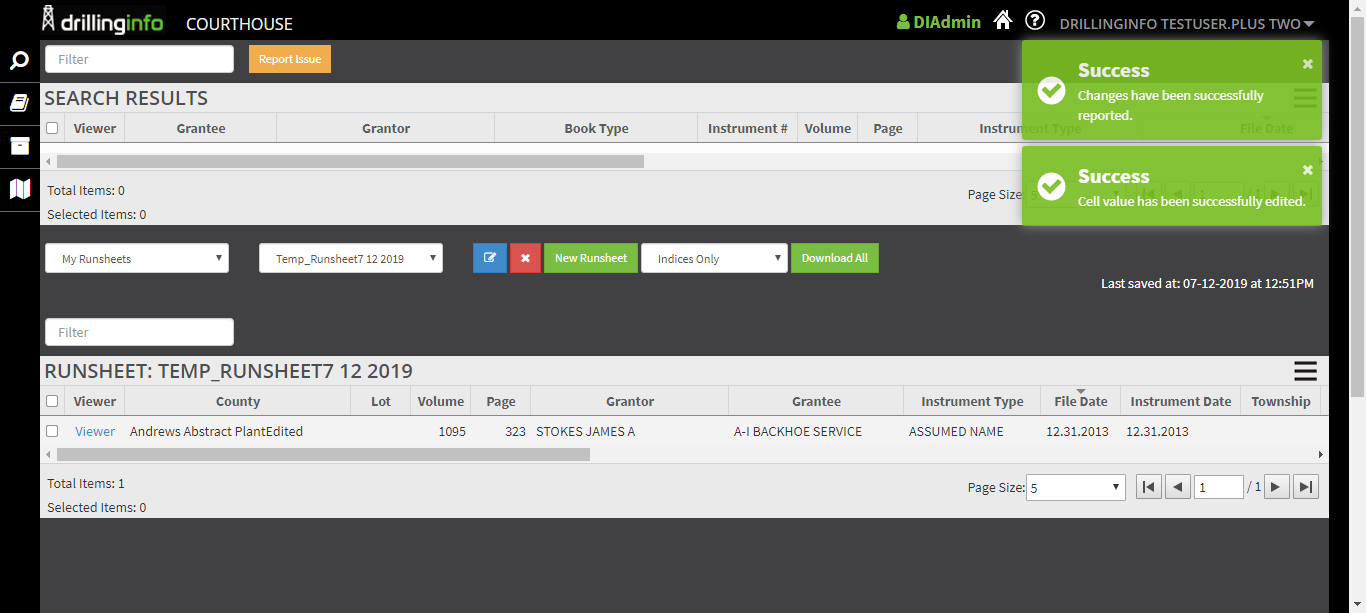 drillinginfo COURTHOUSE DIAdmin DRILLINGINFO TESTUSER.PLUS TWO
Filter Report Issue
Success
Changes have been successfully
reported.
SEARCH RESULTS
Viewer Grantee Grantor Book Type Instrument # Volume Page Instrument Type File Date
Success
Cell value has been successfully edited.
Total Items: 0
Page Size: 5 1 / 1
Selected Items: 0
My Runsheets Temp_Runsheet7 12 2019 New Runsheet Indices Only Download All
Last saved at: 07-12-2019 at 12:51PM
Filter
RUNSHEET: TEMP_RUNSHEET7 12 2019
Viewer County Lot Volume Page Grantor Grantee Instrument Type File Date Instrument Date Township
Viewer Andrews Abstract PlantEdited 1095 323 STOKES JAMES A A-I BACKHOE SERVICE ASSUMED NAME 12.31.2013 12.31.2013
Total Items: 1
Page Size: 5 1 / 1
Selected Items: 0